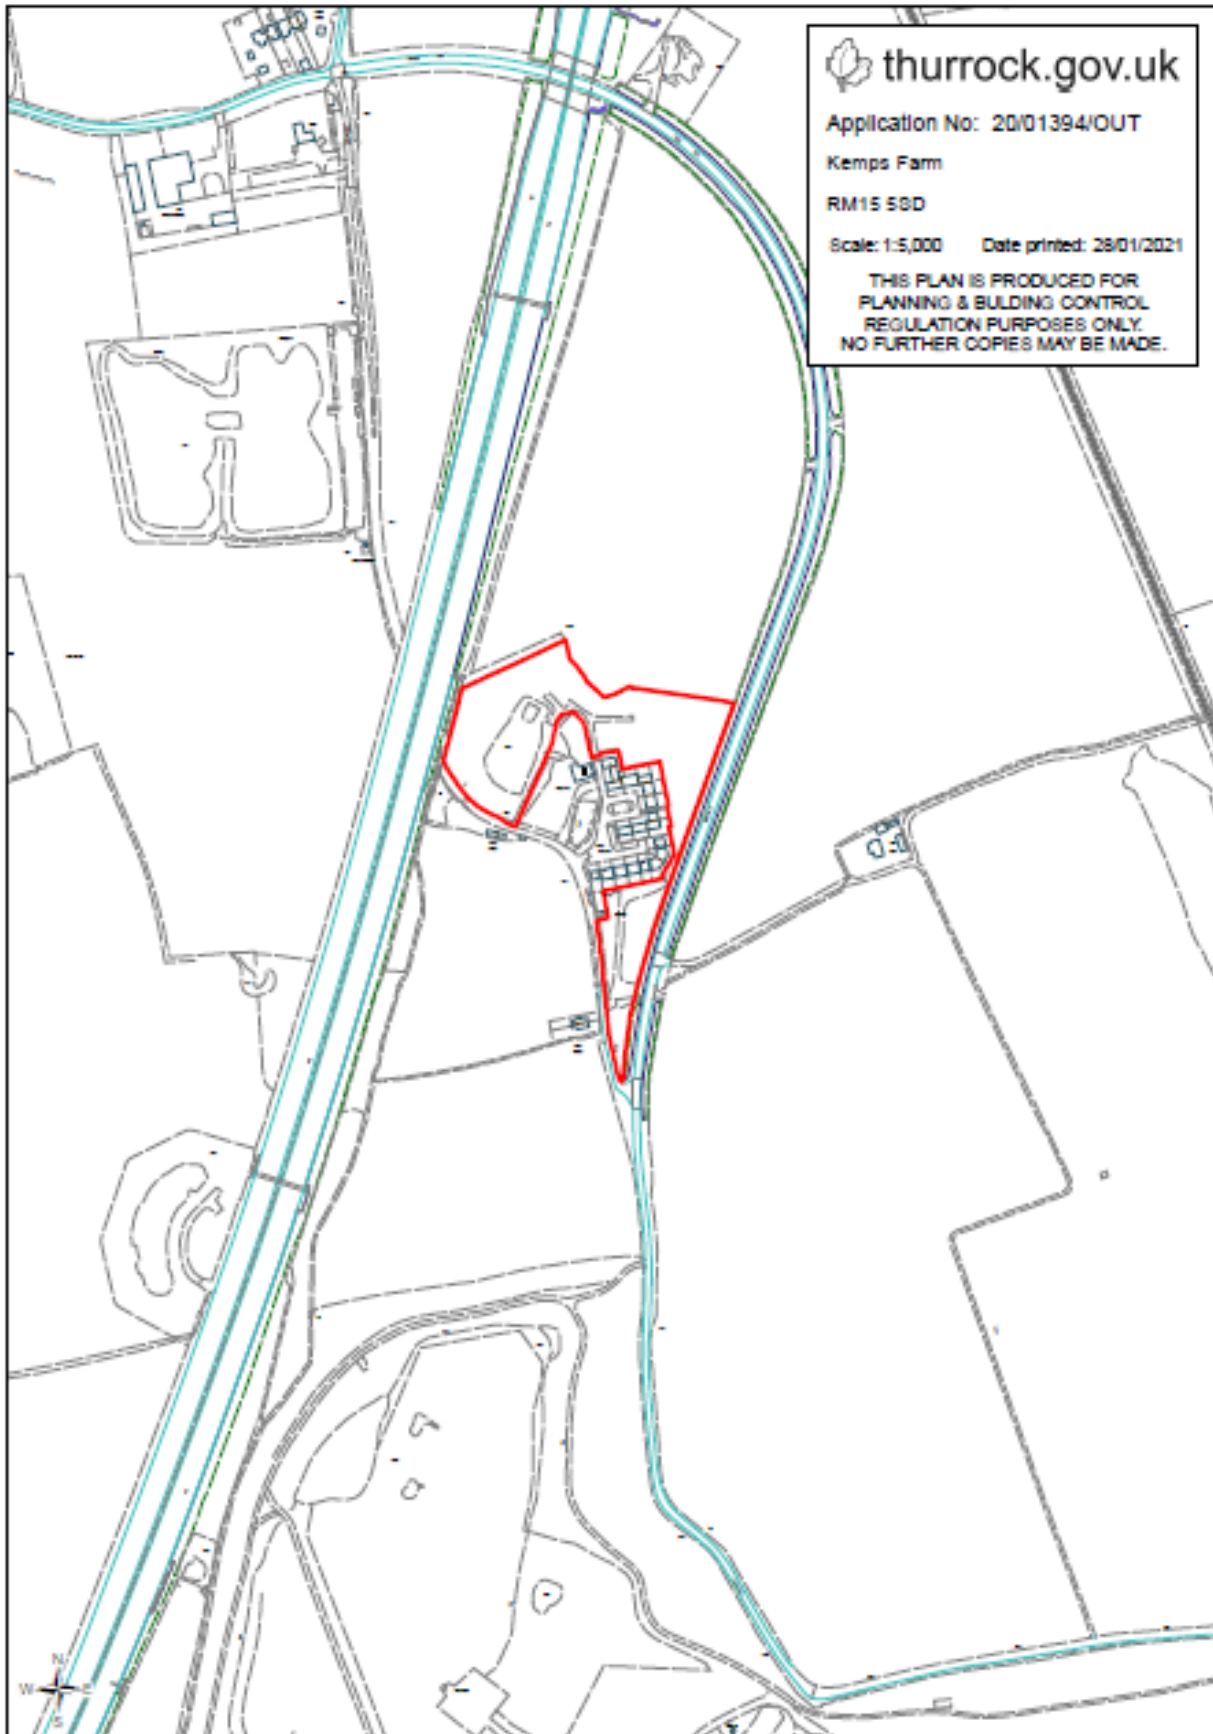 thurrock.gov.uk
Application No: 20/01394/OUT
Kemps Farm
RM15 5SD
Scale: 1:5,000 Date printed: 28/01/2021
THIS PLAN IS PRODUCED FOR
PLANNING & BULDING CONTROL
REGULATION PURPOSES ONLY.
NO FURTHER COPIES MAY BE MADE.
N
W E
S